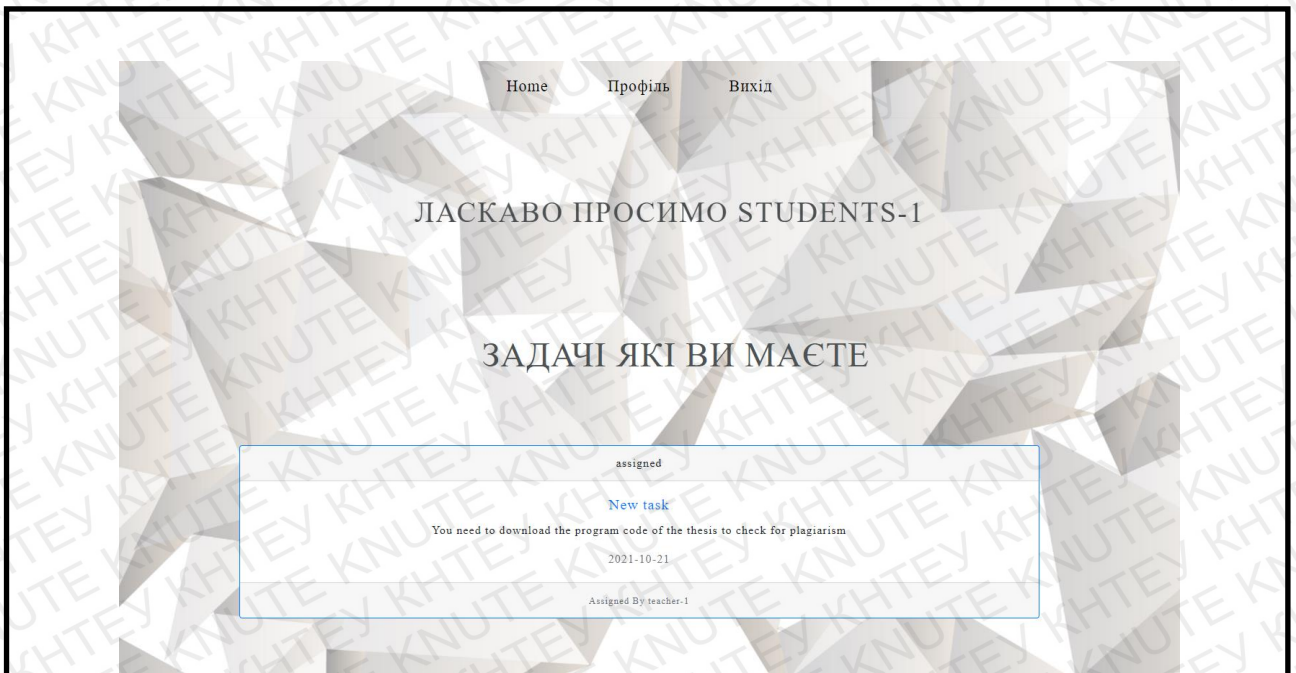 Home Профіль Вихід
ЛАСКАВО ПРОСИМО STUDENTS-1
ЗАДАЧІ ЯКІ ВИ МАЄТЕ
assigned
New task
You need to download the program code of the thesis to check for plagiarism
2021-10-21
Assigned By teacher-1